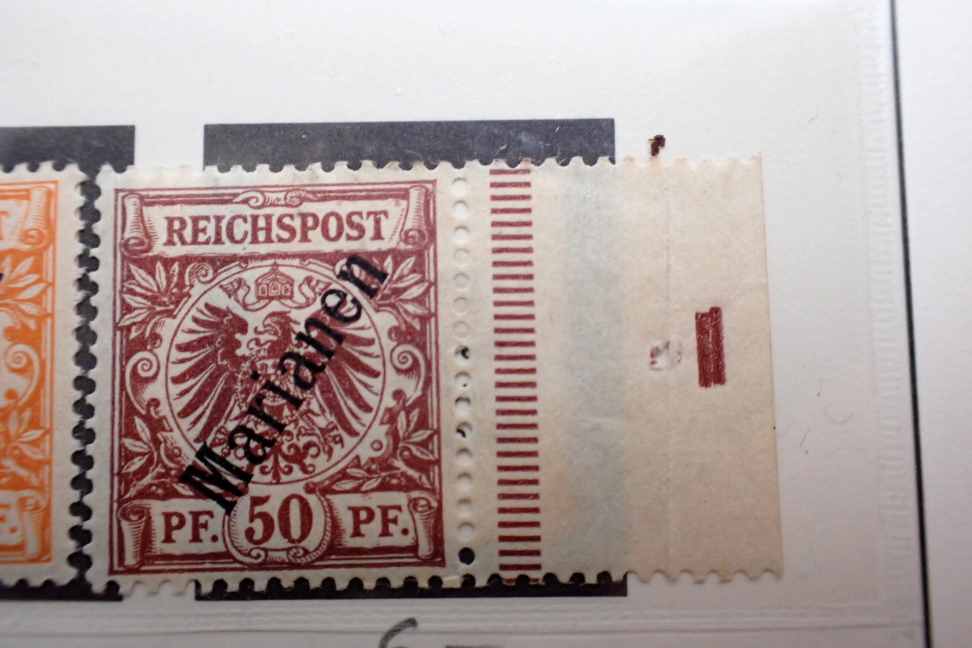 REICHSPOST
Marianen
PF. 50 PF.